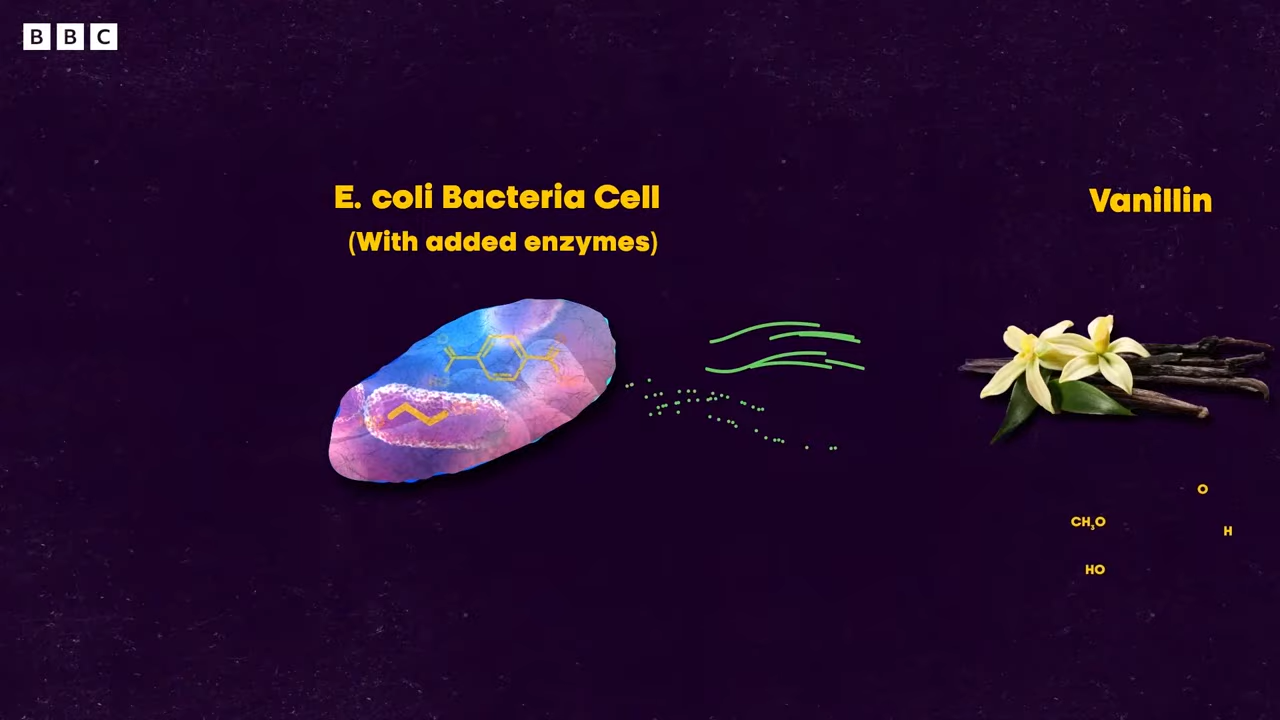 BBC
E. coli Bacteria Cell
(With added enzymes)
Vanillin
O
CH₃O
H
HO